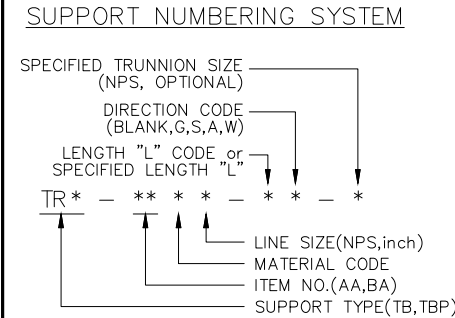 SUPPORT NUMBERING SYSTEM
SPECIFIED TRUNNION SIZE
(NPS, OPTIONAL)
DIRECTION CODE
(BLANK,G,S,A,W)
LENGTH "L" CODE or
SPECIFIED LENGTH "L"
TR* - ** * * - * * - *
LINE SIZE(NPS,inch)
MATERIAL CODE
ITEM NO.(AA,BA)
SUPPORT TYPE(TB,TBP)